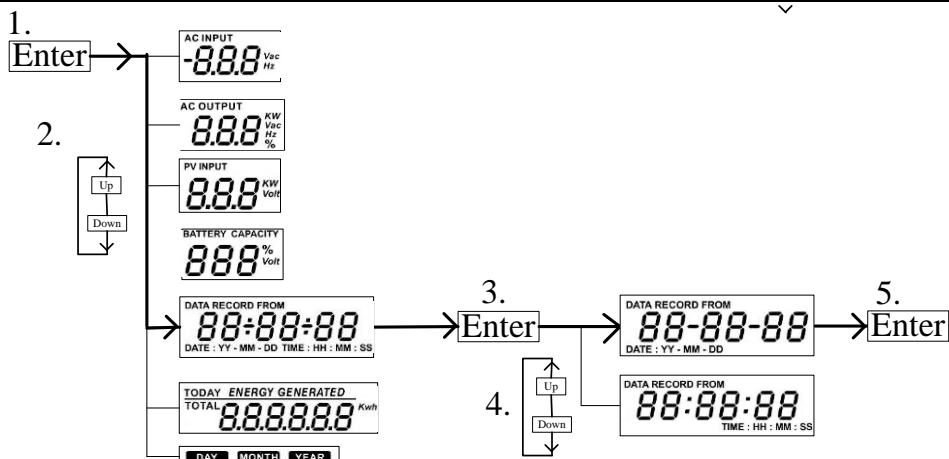 1.
Enter
AC INPUT
-8.8.8 Vac
Hz
AC OUTPUT
8.8.8 KW
Vac
Hz
%
2.
Up
Down
PV INPUT
8.8.8 KW
Volt
BATTERY CAPACITY
888 %
Volt
DATA RECORD FROM
88÷88÷88
DATE : YY - MM - DD TIME : HH : MM : SS
3.
Enter
DATA RECORD FROM
88-88-88
DATE : YY - MM - DD
5.
Enter
4.
Up
Down
DATA RECORD FROM
88:88:88
TIME : HH : MM : SS
TODAY ENERGY GENERATED
TOTAL 8.8.8.8.8.8 Kwh
DAY MONTH YEAR